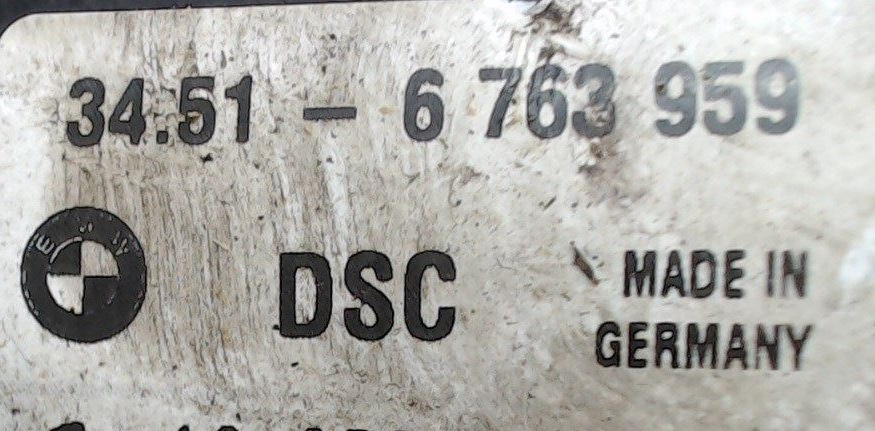 34.51 - 6 763 959
DSC
MADE IN
GERMANY